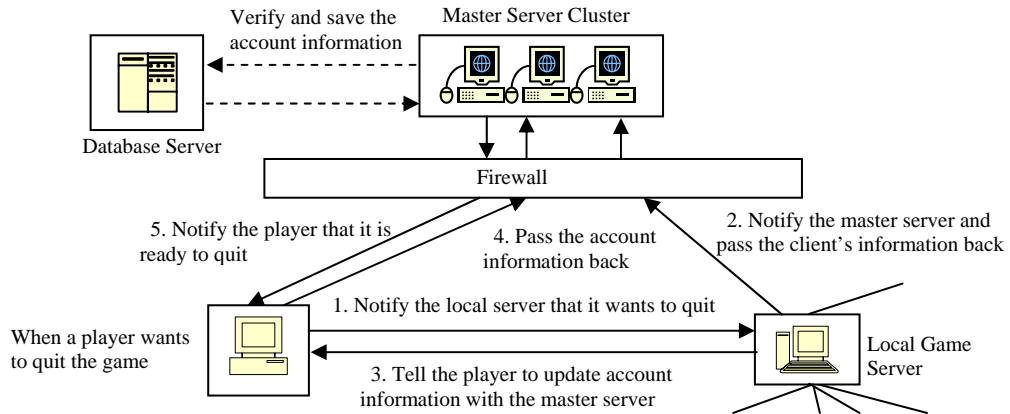 Verify and save the
account information
Master Server Cluster
Database Server
Firewall
5. Notify the player that it is
ready to quit
4. Pass the account
information back
2. Notify the master server and
pass the client's information back
1. Notify the local server that it wants to quit
When a player wants
to quit the game
Local Game
Server
3. Tell the player to update account
information with the master server